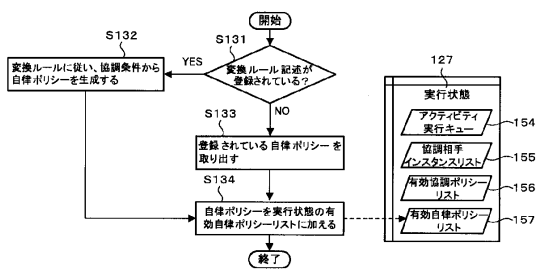 開始
S131
変換ルール記述が
登録されている？
YES
NO
S132
変換ルールに従い、協調条件から
自律ポリシーを生成する
S133
登録されている自律ポリシーを
取り出す
S134
自律ポリシーを実行状態の有
効自律ポリシーリストに加える
終了
127
実行状態
アクティビティ
実行キュー
154
協調相手
インスタンスリスト
155
有効協調ポリシー
リスト
156
有効自律ポリシー
リスト
157